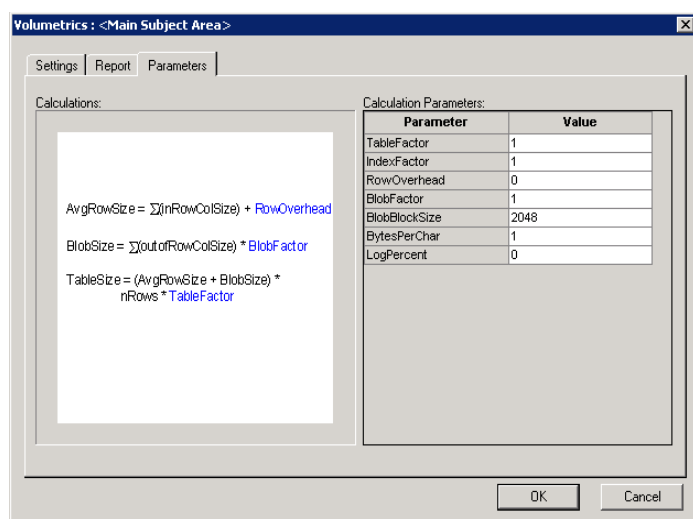 Volumetrics : <Main Subject Area>
Settings Report Parameters
Calculations:
AvgRowSize = ∑(inRowColSize) + RowOverhead
BlobSize = ∑(outofRowColSize) * BlobFactor
TableSize = (AvgRowSize + BlobSize) *
nRows * TableFactor
Calculation Parameters:
Parameter Value
TableFactor 1
IndexFactor 1
RowOverhead 0
BlobFactor 1
BlobBlockSize 2048
BytesPerChar 1
LogPercent 0
OK Cancel